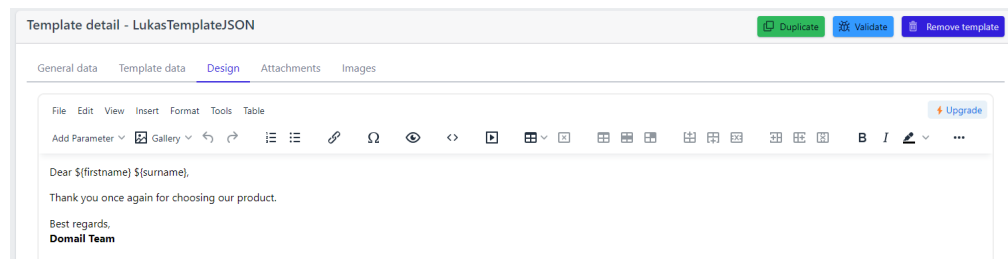 Template detail - LukasTemplateJSON
Duplicate Validate Remove template
General data Template data Design Attachments Images
File Edit View Insert Format Tools Table
Upgrade
Add Parameter Gallery Ω <> B I ...
Dear ${firstname} ${surname},
Thank you once again for choosing our product.
Best regards,
Domail Team